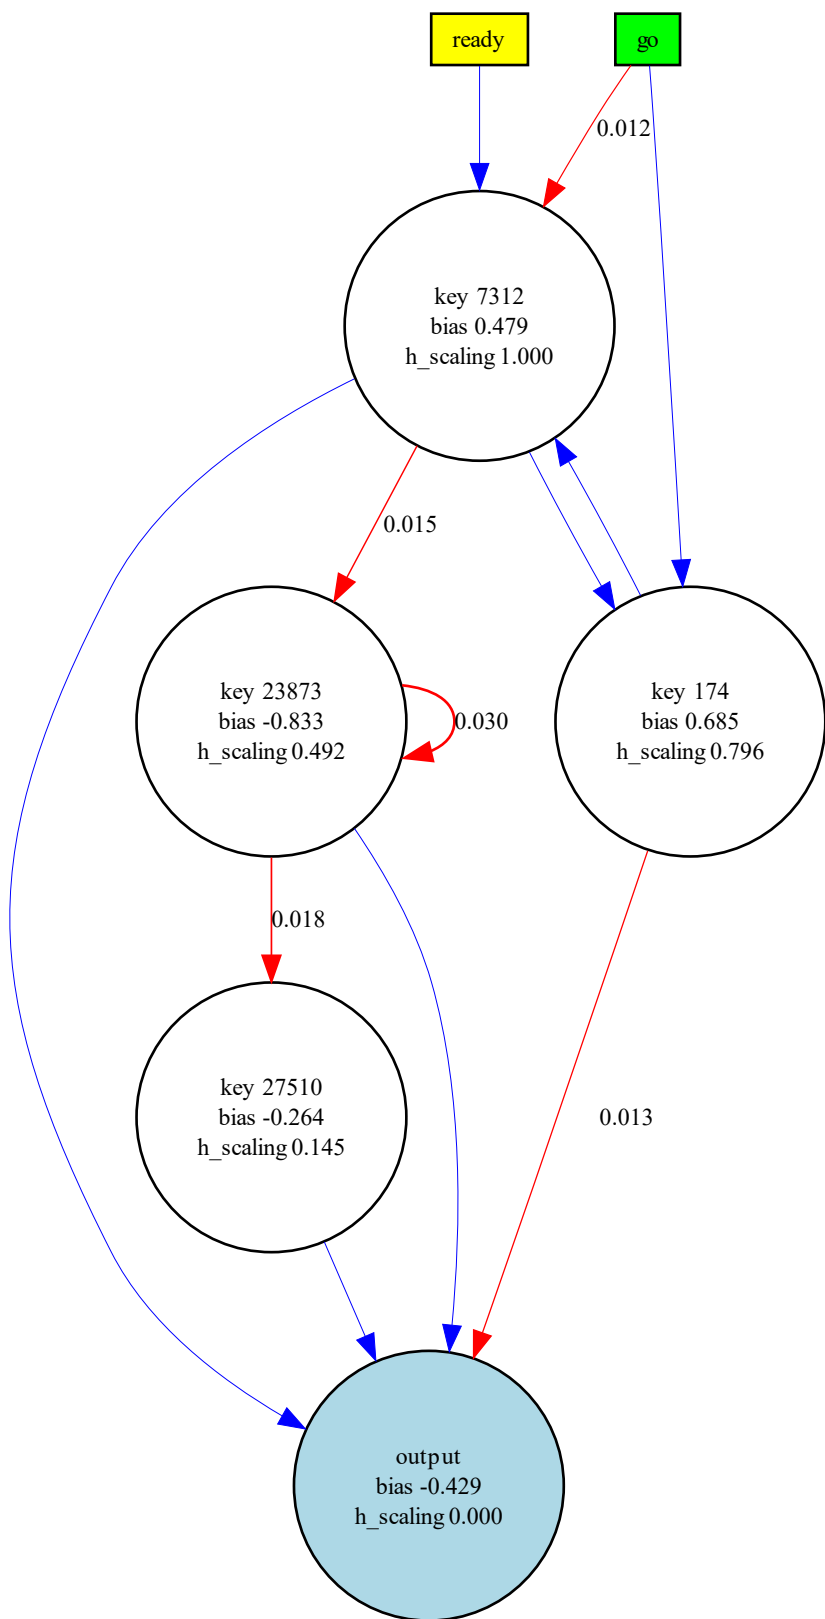 ready
go
0.012
key 7312
bias 0.479
h_scaling 1.000
0.015
key 23873
bias -0.833
h_scaling 0.492
0.030
key 174
bias 0.685
h_scaling 0.796
0.018
key 27510
bias -0.264
h_scaling 0.145
0.013
output
bias -0.429
h_scaling 0.000